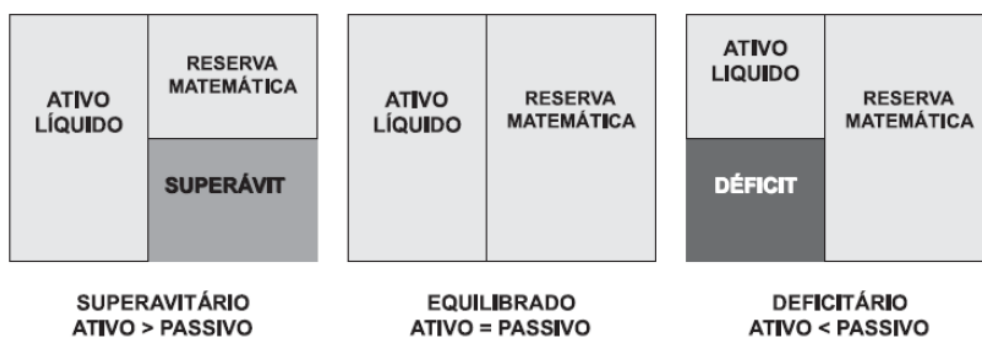 ATIVO
LÍQUIDO
RESERVA
MATEMÁTICA
SUPERÁVIT
SUPERAVITÁRIO
ATIVO > PASSIVO
ATIVO
LÍQUIDO
RESERVA
MATEMÁTICA
EQUILIBRADO
ATIVO = PASSIVO
ATIVO
LIQUIDO
DÉFICIT
RESERVA
MATEMÁTICA
DEFICITÁRIO
ATIVO < PASSIVO